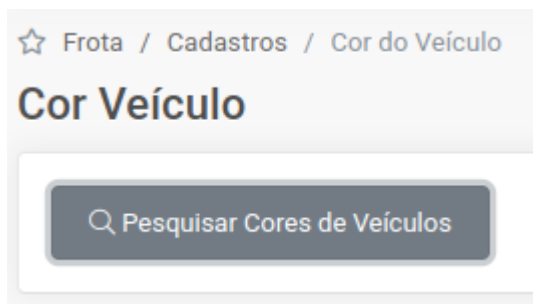 Frota / Cadastros / Cor do Veículo
Cor Veículo
Pesquisar Cores de Veículos